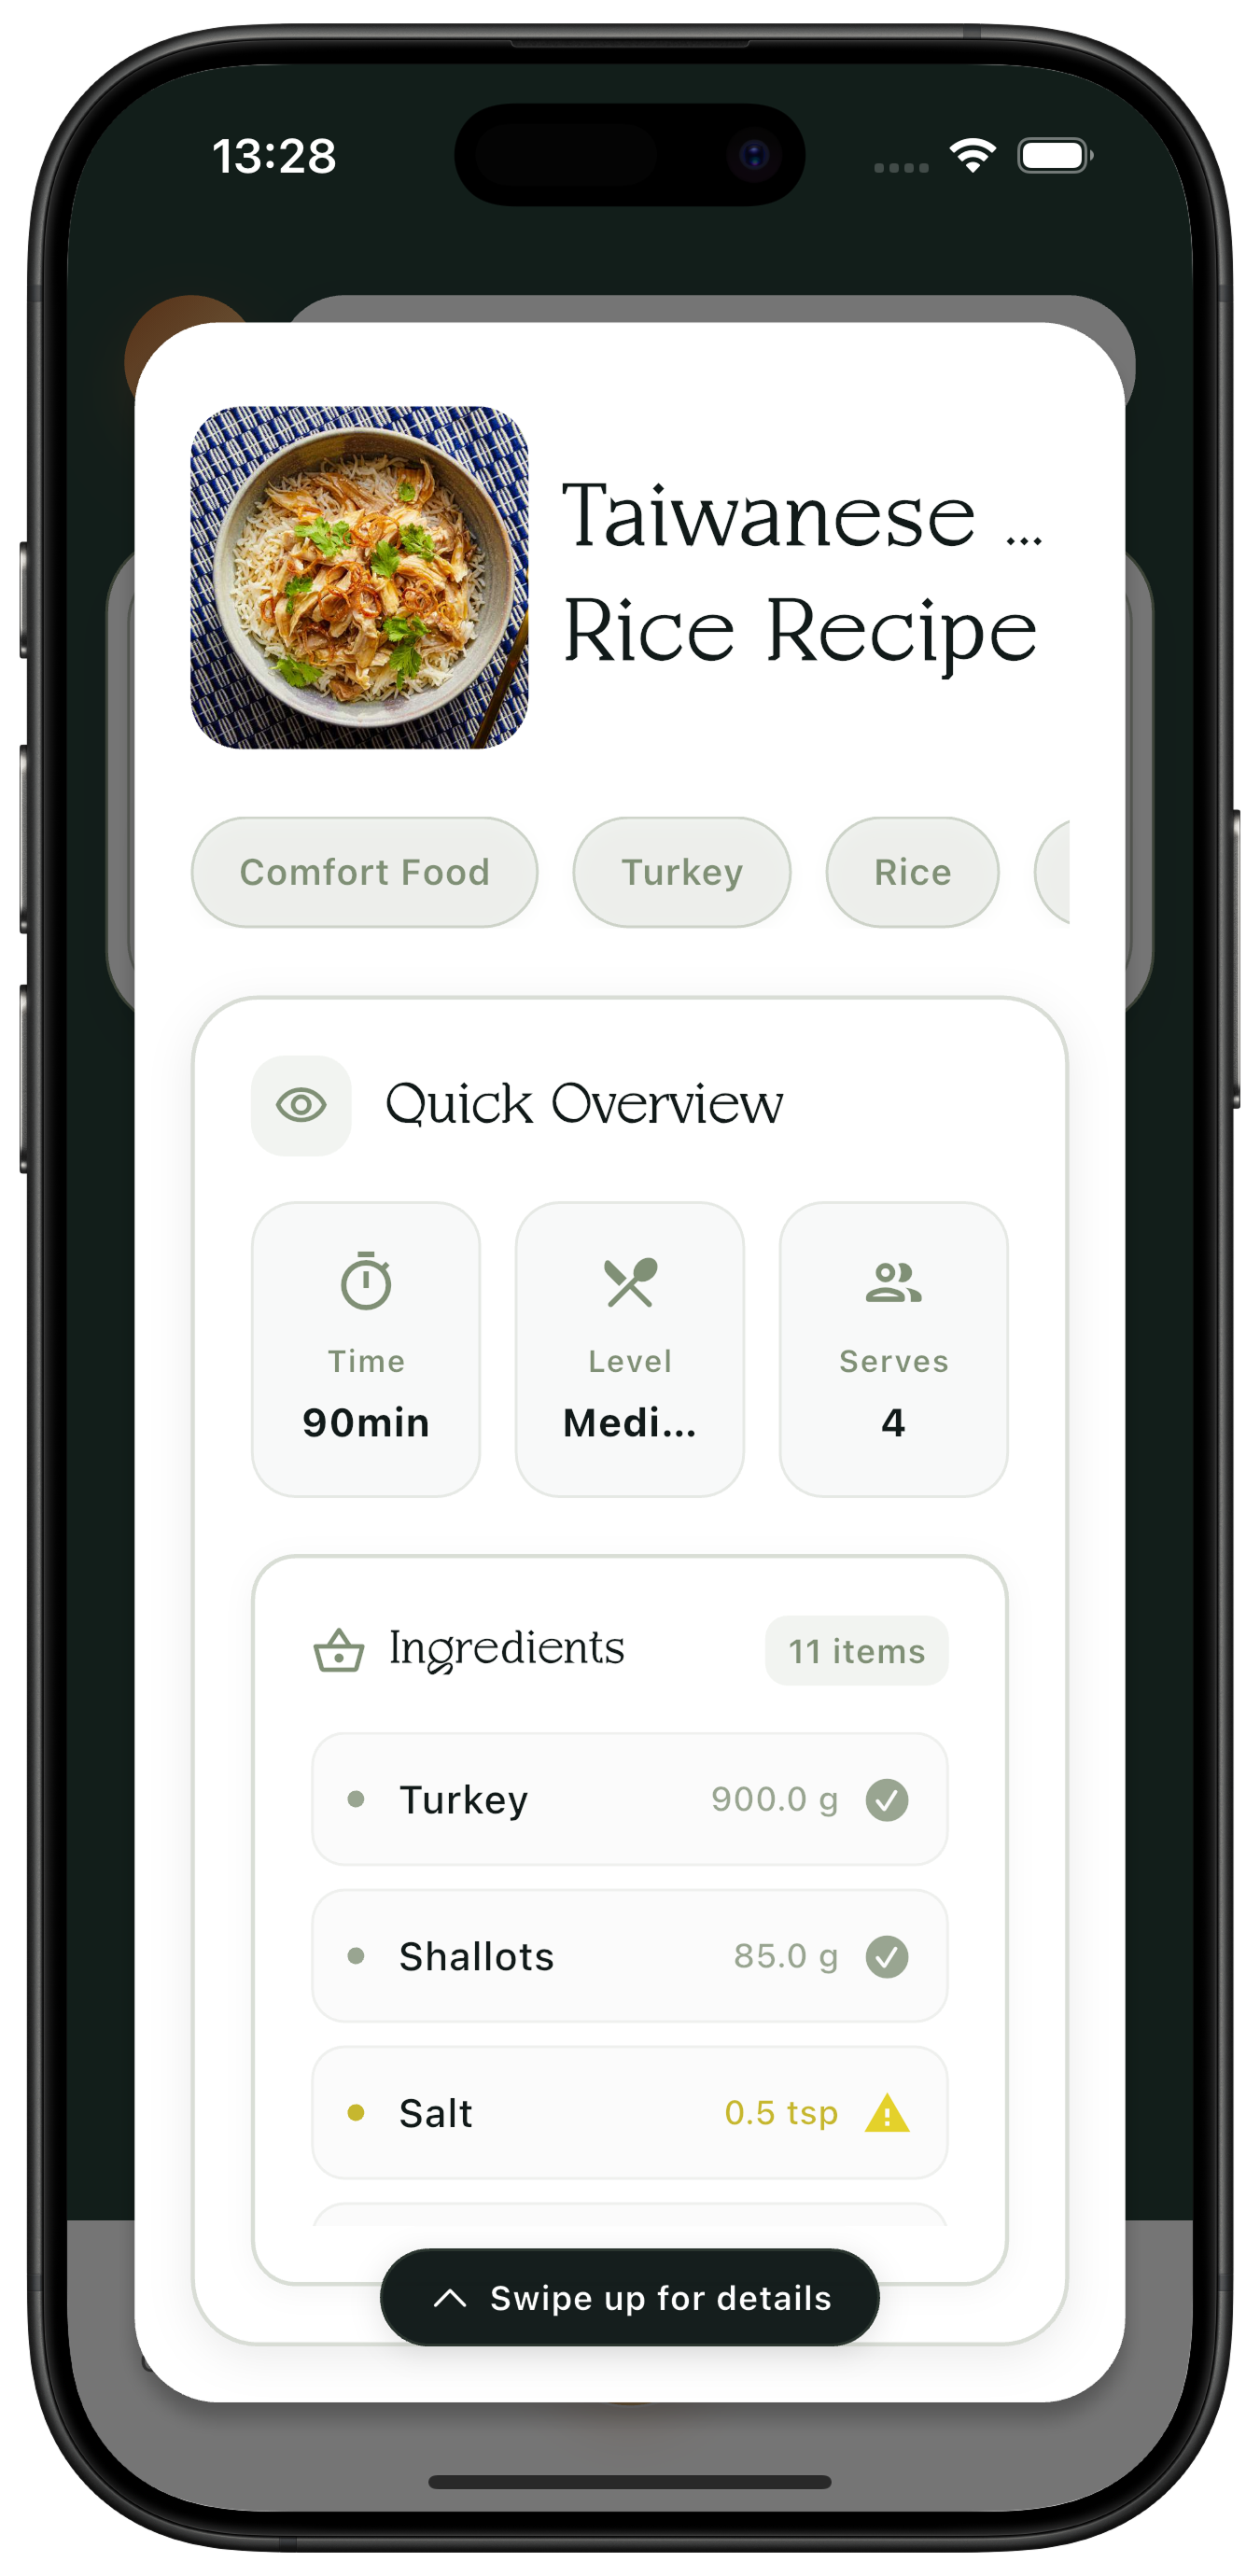 13:28
Taiwanese ...
Rice Recipe
Comfort Food
Turkey
Rice
Quick Overview
Time
90min
Level
Medi...
Serves
4
Ingredients
11 items
Turkey
900.0 g
Shallots
85.0 g
Salt
0.5 tsp
Swipe up for details